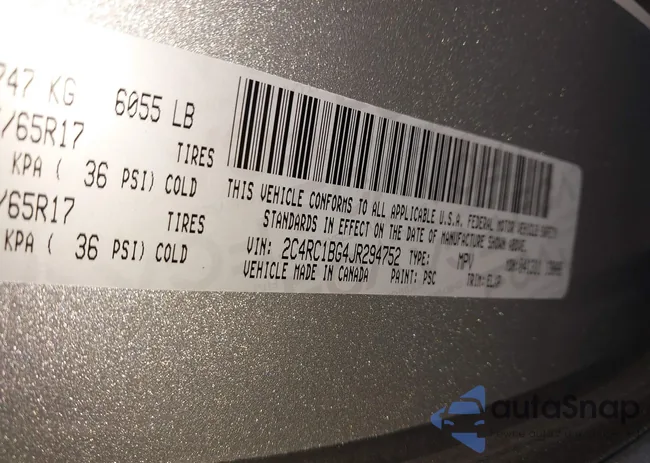 747 KG 6055 LB
/65R17 TIRES
KPA ( 36 PSI) COLD
/65R17 TIRES
KPA ( 36 PSI) COLD
THIS VEHICLE CONFORMS TO ALL APPLICABLE U.S.A. FEDERAL MOTOR VEHICLE SAFETY
STANDARDS IN EFFECT ON THE DATE OF MANUFACTURE SHOWN ABOVE.
VIN: 2C4RC1BG4JR294752 TYPE: MPV
VEHICLE MADE IN CANADA PAINT: PSC TRIM:
autoSnap